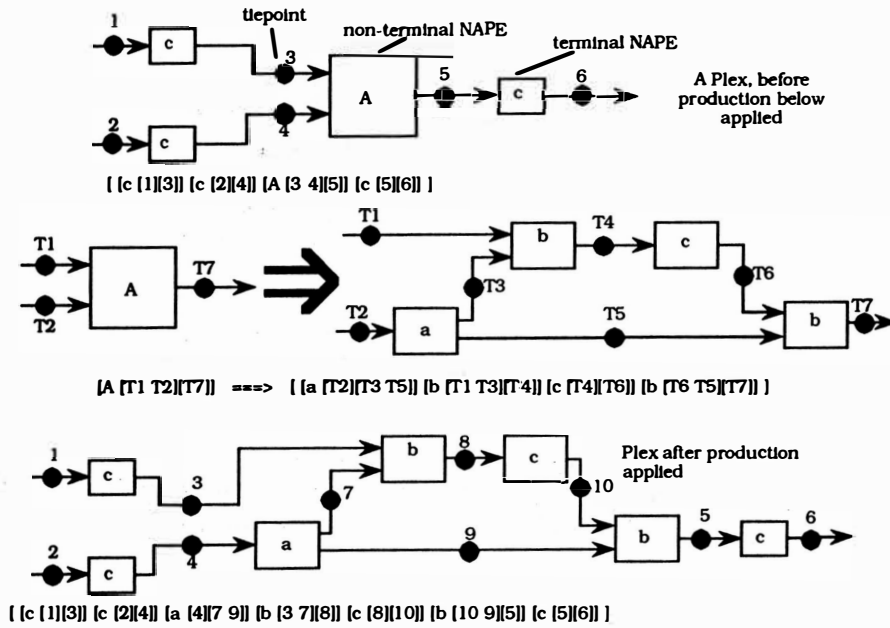 1
tiepoint
c
3
non-terminal NAPE
terminal NAPE
A
5
c
6
A Plex, before
production below
applied
2
c
4
[ [c [1][3]] [c [2][4]] [A [3 4][5]] [c [5][6]] ]
T1
A
T2
T7
T1
b
T4
c
T3
T6
T2
a
T5
b
T7
[A [T1 T2][T7]] ===> [ [a [T2][T3 T5]] [b [T1 T3][T4]] [c [T4][T6]] [b [T6 T5][T7]] ]
1
c
3
b
8
c
Plex after production
applied
7
10
2
c
4
a
9
b
5
c
6
[ [c [1][3]] [c [2][4]] [a [4][7 9]] [b [3 7][8]] [c [8][10]] [b [10 9][5]] [c [5][6]] ]